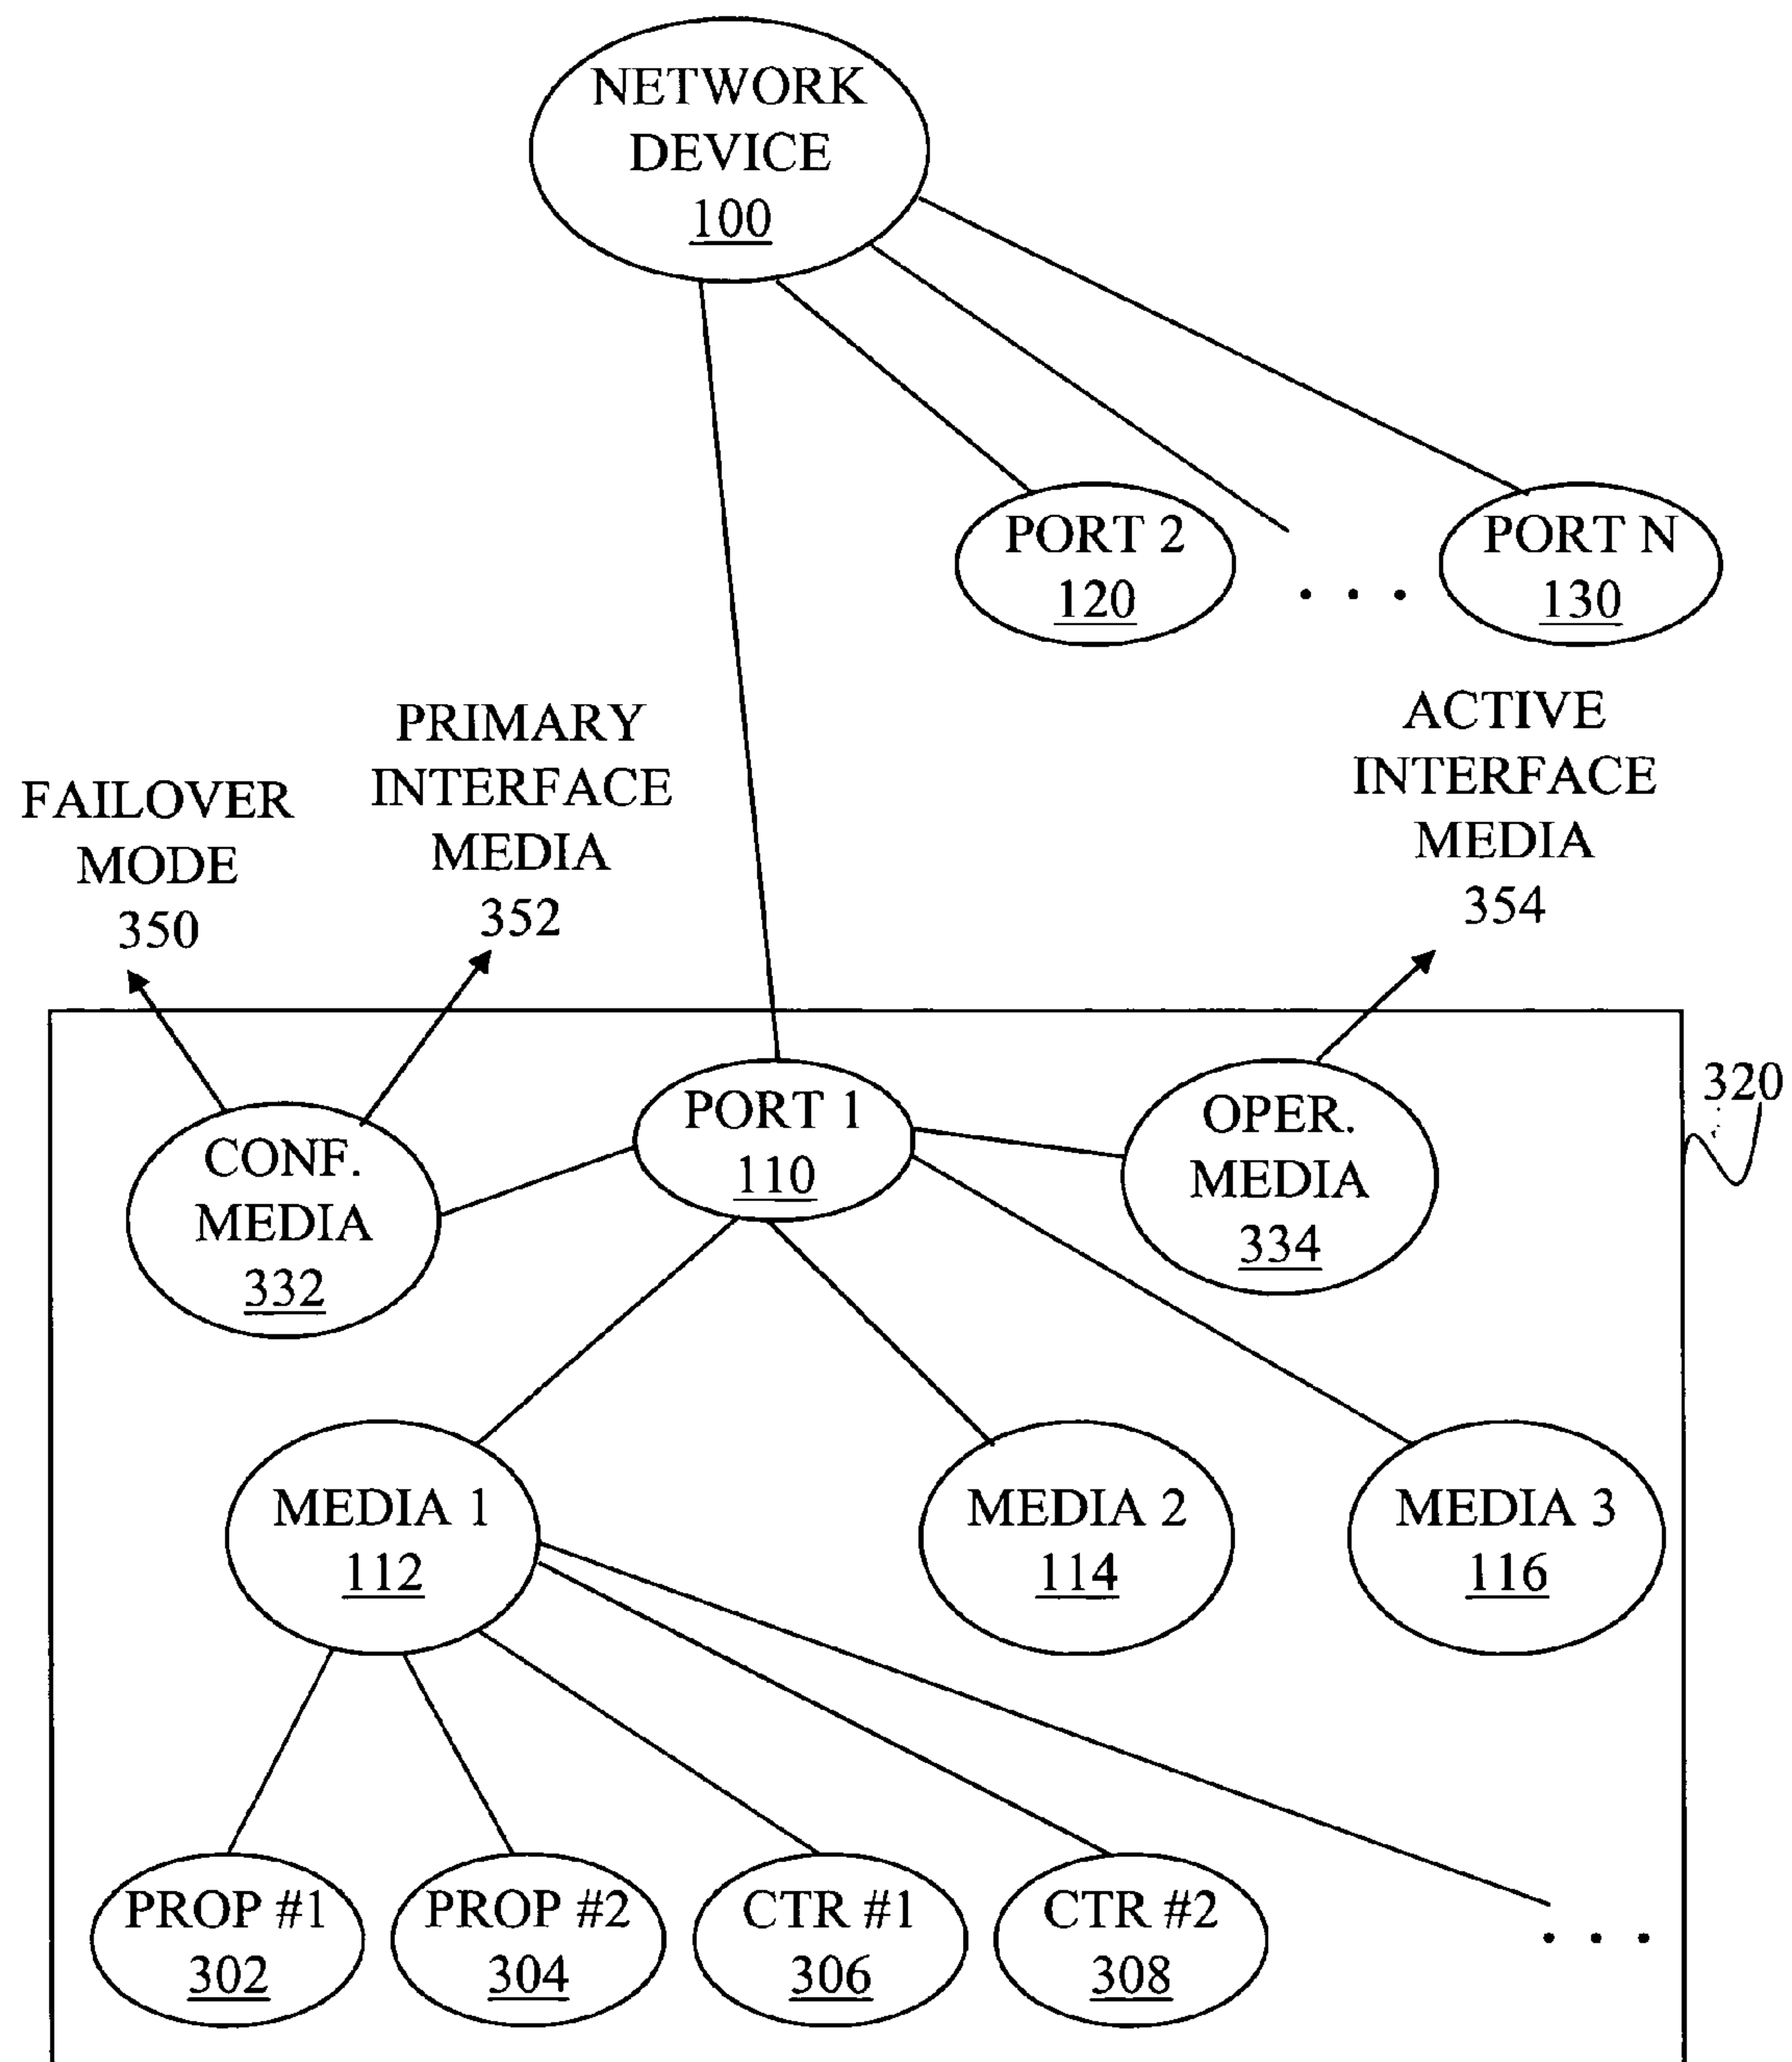 NETWORK
DEVICE
100
PORT 2
120
. . .
PORT N
130
FAILOVER
MODE
350
PRIMARY
INTERFACE
MEDIA
352
ACTIVE
INTERFACE
MEDIA
354
320
CONF.
MEDIA
332
PORT 1
110
OPER.
MEDIA
334
MEDIA 1
112
MEDIA 2
114
MEDIA 3
116
PROP #1
302
PROP #2
304
CTR #1
306
CTR #2
308
. . .